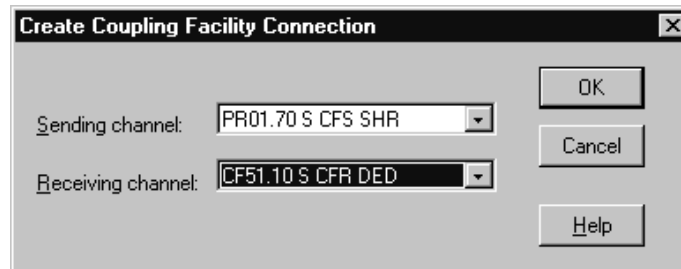 Create Coupling Facility Connection
Sending channel: PR01.70 S CFS SHR
Receiving channel: CF51.10 S CFR DED
OK
Cancel
Help